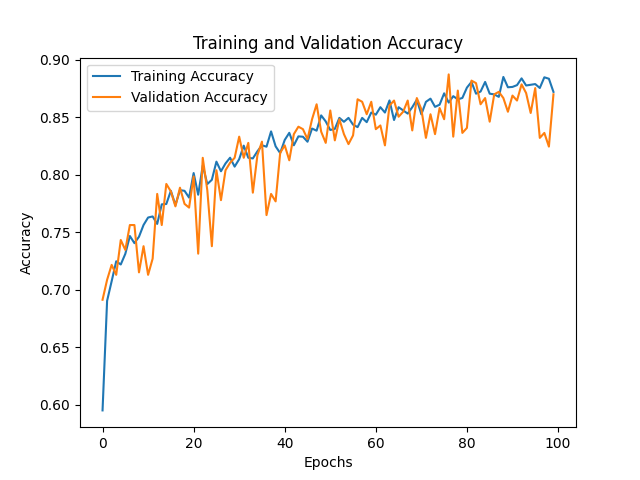 Training and Validation Accuracy
Training Accuracy
Validation Accuracy
0.90
0.85
0.80
0.75
0.70
0.65
0.60
Accuracy
0 20 40 60 80 100
Epochs